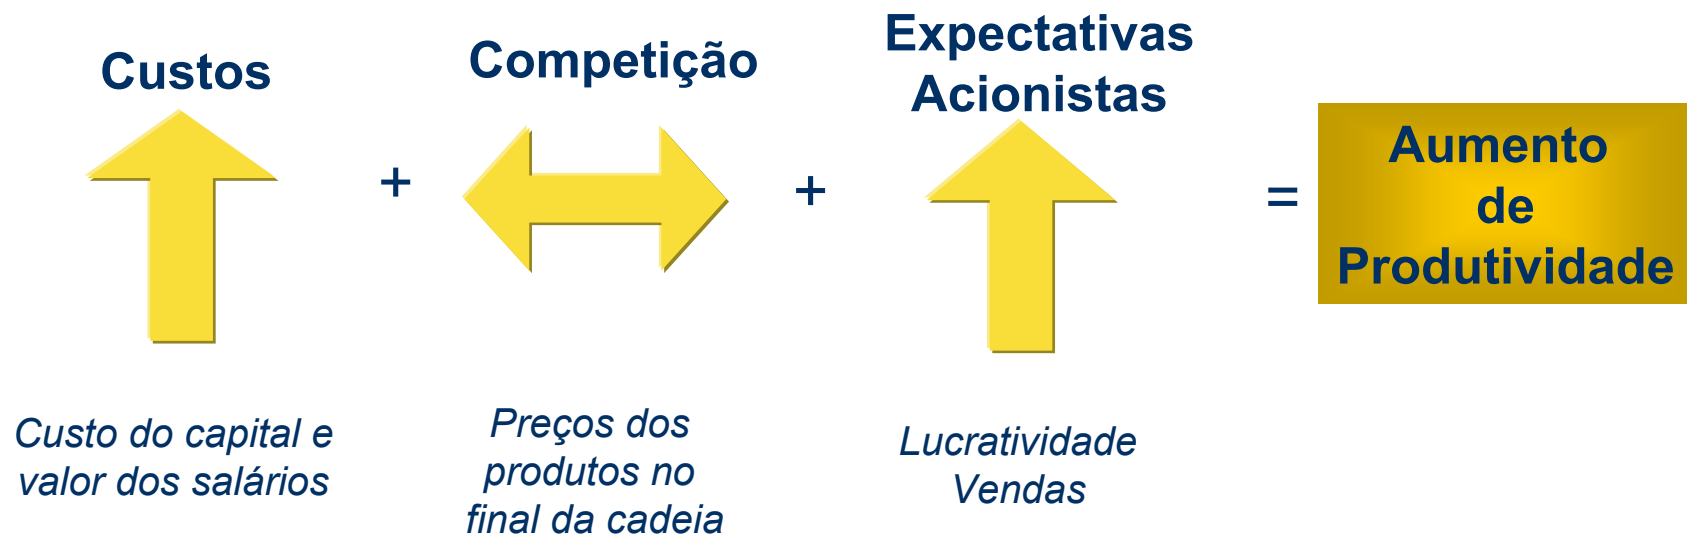 Custos
Competição
Expectativas
Acionistas
+
+
=
Aumento
de
Produtividade
Custo do capital e
valor dos salários
Preços dos
produtos no
final da cadeia
Lucratividade
Vendas